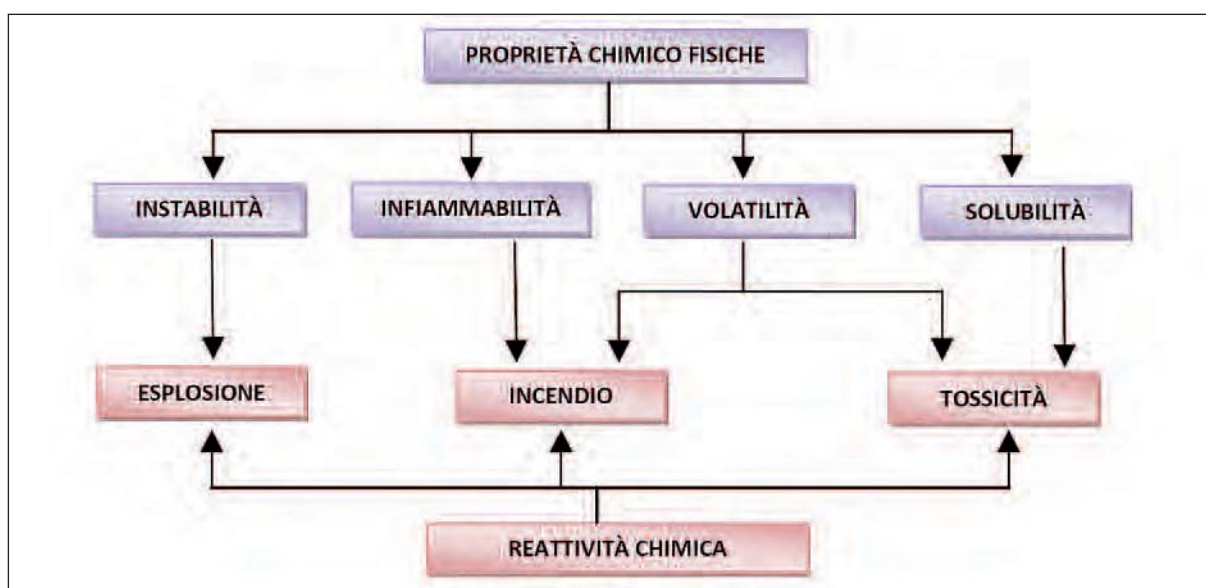 PROPRIETÀ CHIMICO FISICHE
INSTABILITÀ
INFIAMMABILITÀ
VOLATILITÀ
SOLUBILITÀ
ESPLOSIONE
INCENDIO
TOSSICITÀ
REATTIVITÀ CHIMICA